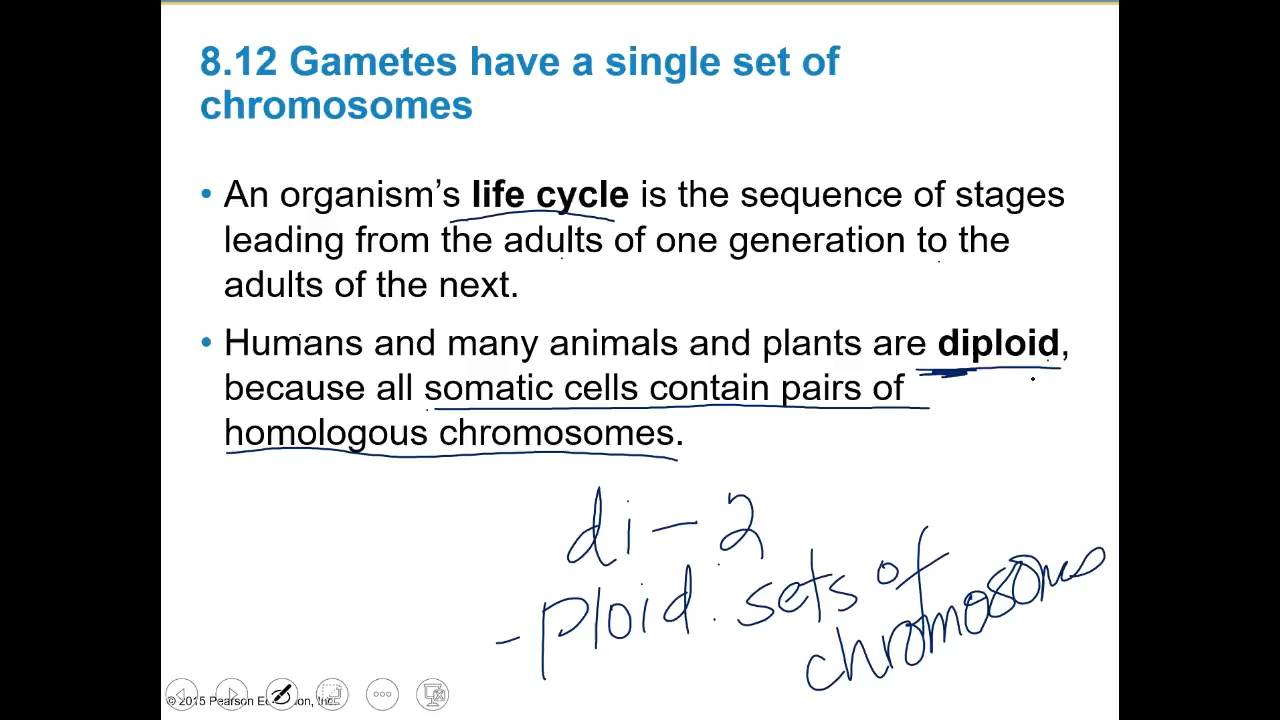 8.12 Gametes have a single set of
chromosomes
• An organism's life cycle is the sequence of stages
leading from the adults of one generation to the
adults of the next.
• Humans and many animals and plants are diploid,
because all somatic cells contain pairs of
homologous chromosomes.
di - 2
- ploid. sets of
chromosomes
© 2015 Pearson Education, Inc.